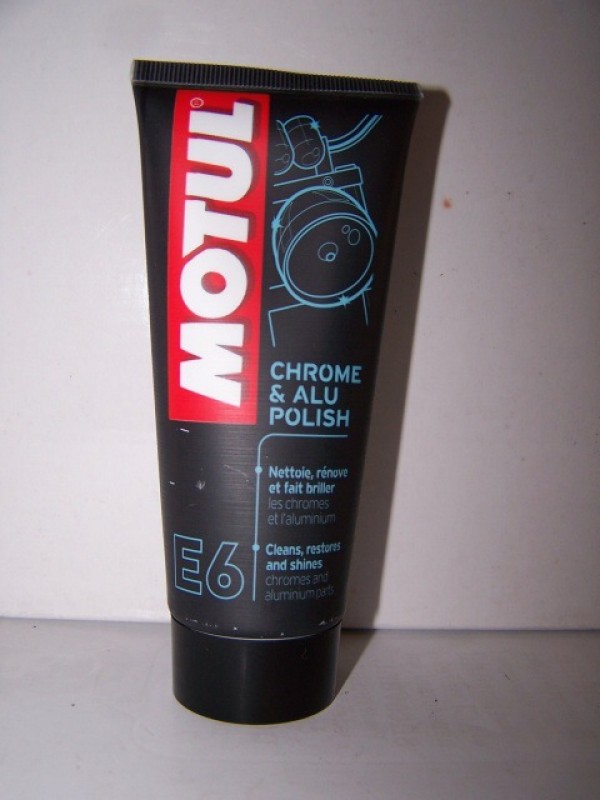 MOTUL®
CHROME
& ALU
POLISH
Nettoie, rénove
et fait briller
les chromes
et l'aluminium
E6
Cleans, restores
and shines
chromes and
aluminium parts